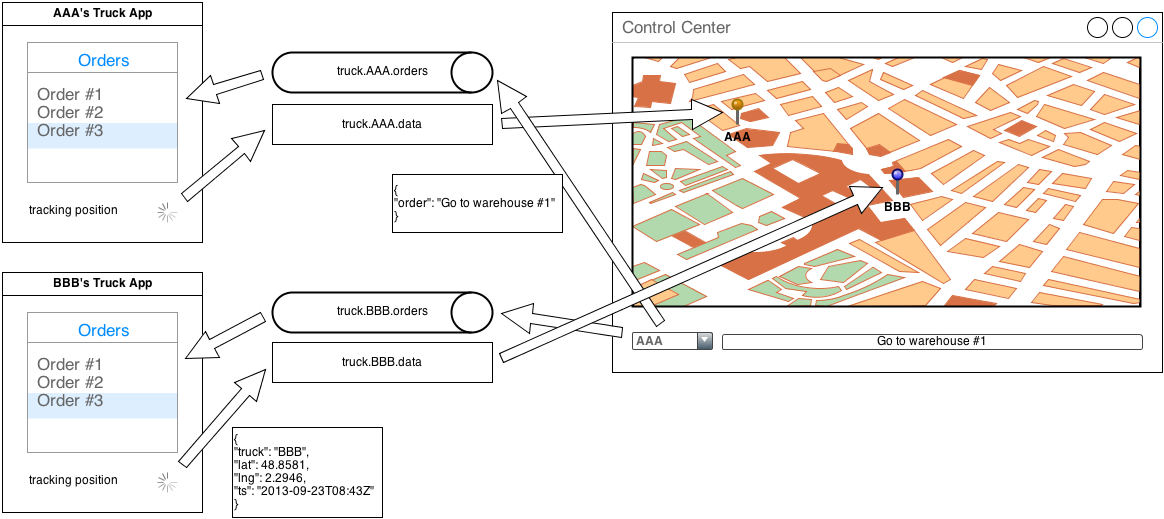 AAA's Truck App
Orders
Order #1
Order #2
Order #3
tracking position
truck.AAA.orders
truck.AAA.data
{
"order": "Go to warehouse #1"
}
Control Center
AAA
BBB
AAA
Go to warehouse #1
BBB's Truck App
Orders
Order #1
Order #2
Order #3
tracking position
truck.BBB.orders
truck.BBB.data
{
"truck": "BBB",
"lat": 48.8581,
"lng": 2.2946,
"ts": "2013-09-23T08:43Z"
}